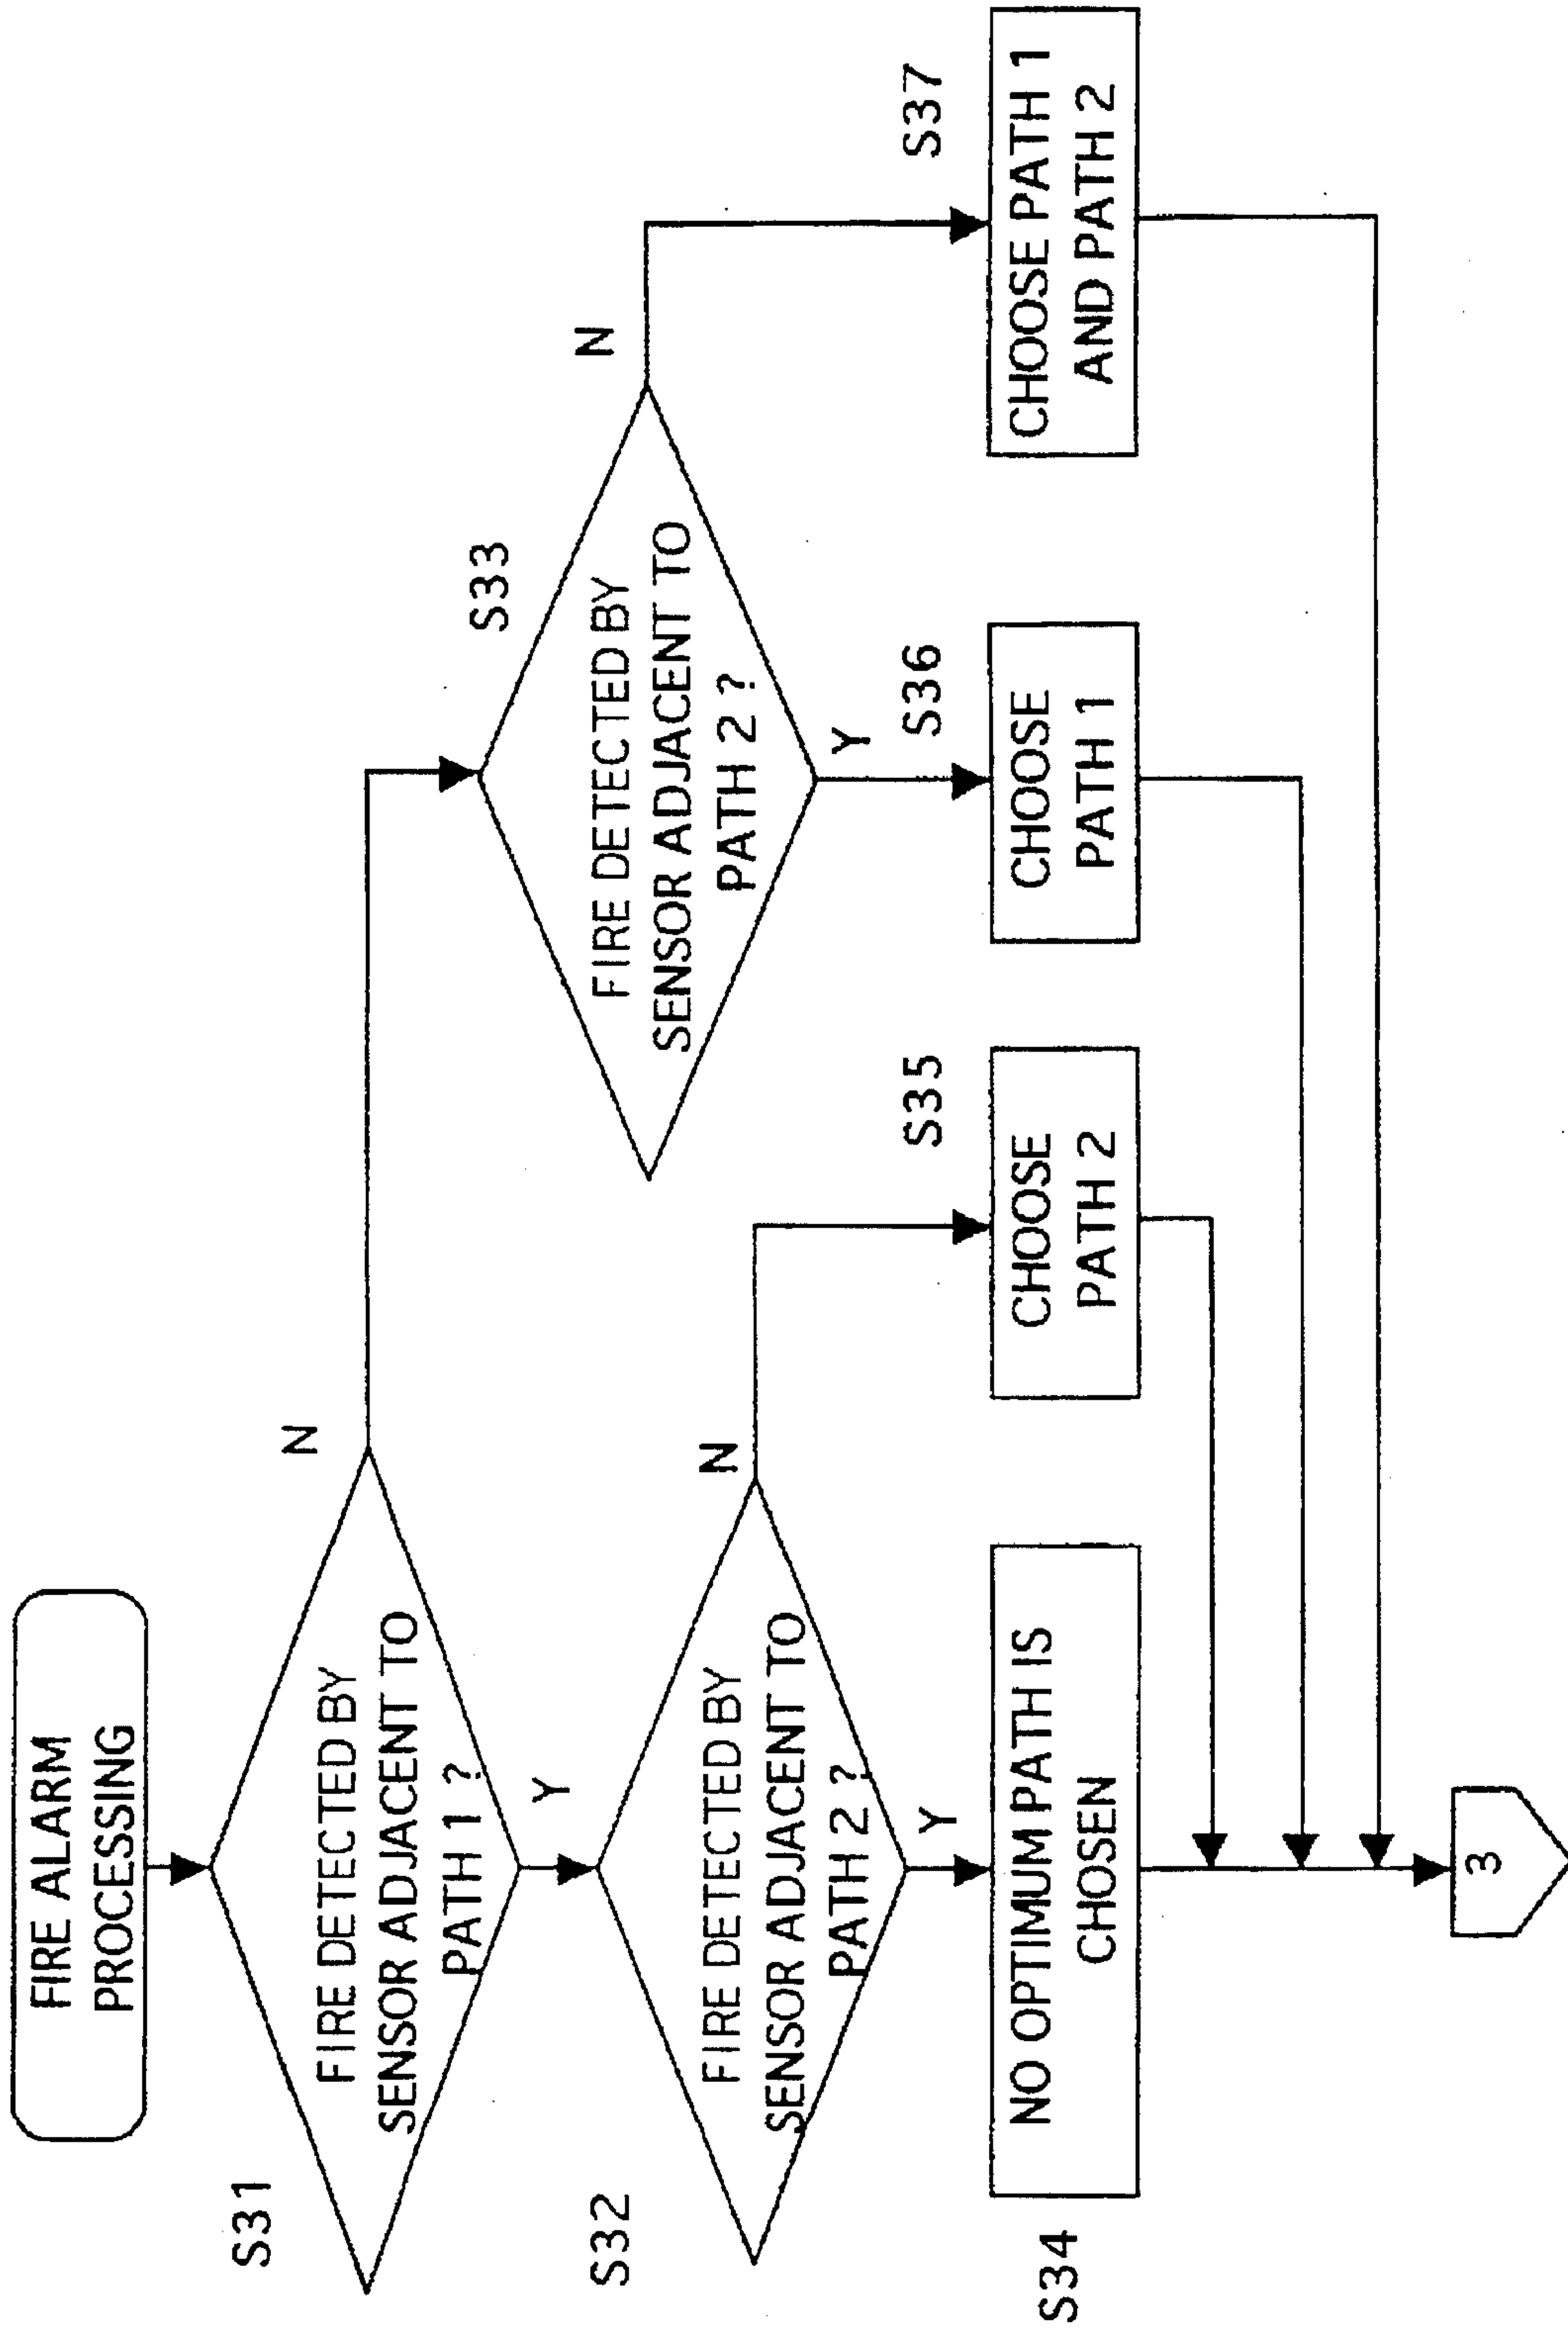 FIRE ALARM
PROCESSING
S31
FIRE DETECTED BY
SENSOR ADJACENT TO
PATH 1 ?
N
Y
S32
FIRE DETECTED BY
SENSOR ADJACENT TO
PATH 2 ?
N
Y
S33
FIRE DETECTED BY
SENSOR ADJACENT TO
PATH 2 ?
N
Y
S34
NO OPTIMUM PATH IS
CHOSEN
S35
CHOOSE
PATH 2
S36
CHOOSE
PATH 1
S37
CHOOSE PATH 1
AND PATH 2
3